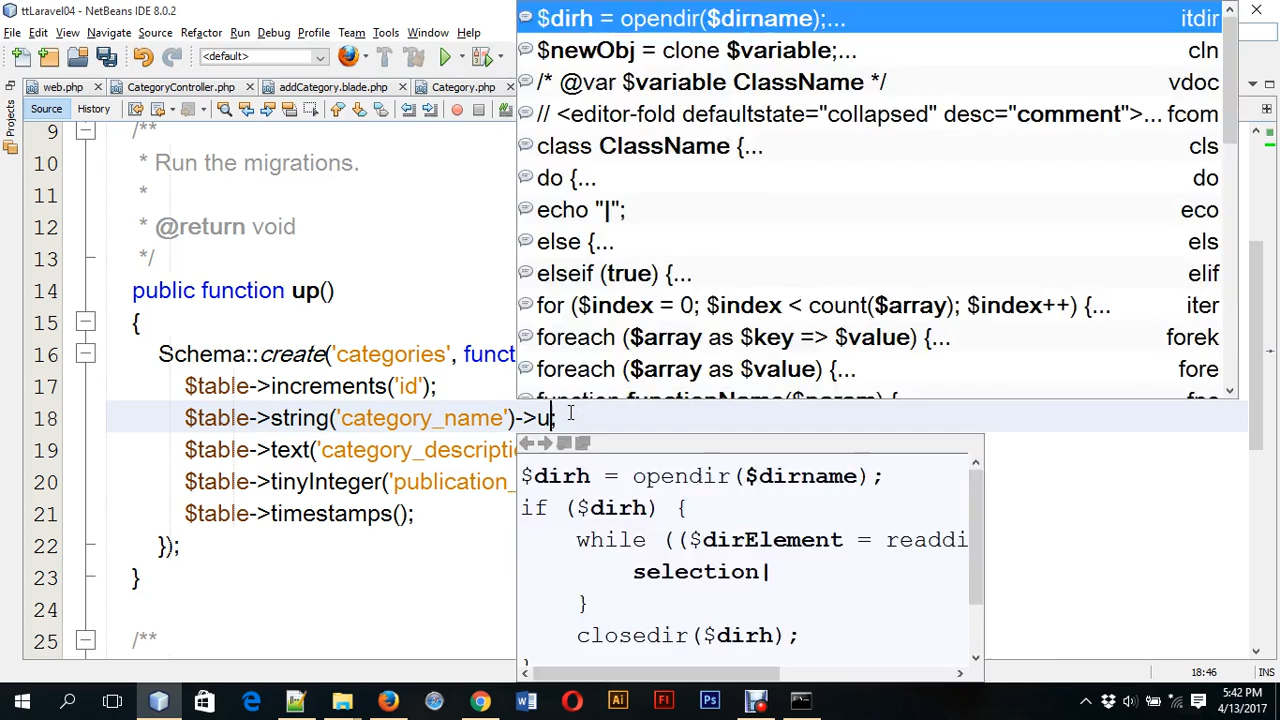 ttLaravel04 - NetBeans IDE 8.0.2
File Edit View Navigate Source Refactor Run Debug Profile Team Tools Window Help
<default>
web.php CategoryController.php addCategory.blade.php Category.php
Source History
Projects
9 /**
10 * Run the migrations.
11 *
12 * @return void
13 */
14 public function up()
15 {
16 Schema::create('categories', funct
17 $table->increments('id');
18 $table->string('category_name')->u;
19 $table->text('category_descripti
20 $table->tinyInteger('publication_
21 $table->timestamps();
22 });
23 }
24
25 /**
$dirh = opendir($dirname);... itdir
$newObj = clone $variable;... cln
/* @var $variable ClassName */ vdoc
// <editor-fold defaultstate="collapsed" desc="comment">... fcom
class ClassName {... cls
do {... do
echo "|"; eco
else {... els
elseif (true) {... elif
for ($index = 0; $index < count($array); $index++) {... iter
foreach ($array as $key => $value) {... forek
foreach ($array as $value) {... fore
function functionName($param) { fnc
$dirh = opendir($dirname);
if ($dirh) {
while (($dirElement = readdi
selection|
}
closedir($dirh);
}
18:46 INS
5:42 PM
4/13/2017